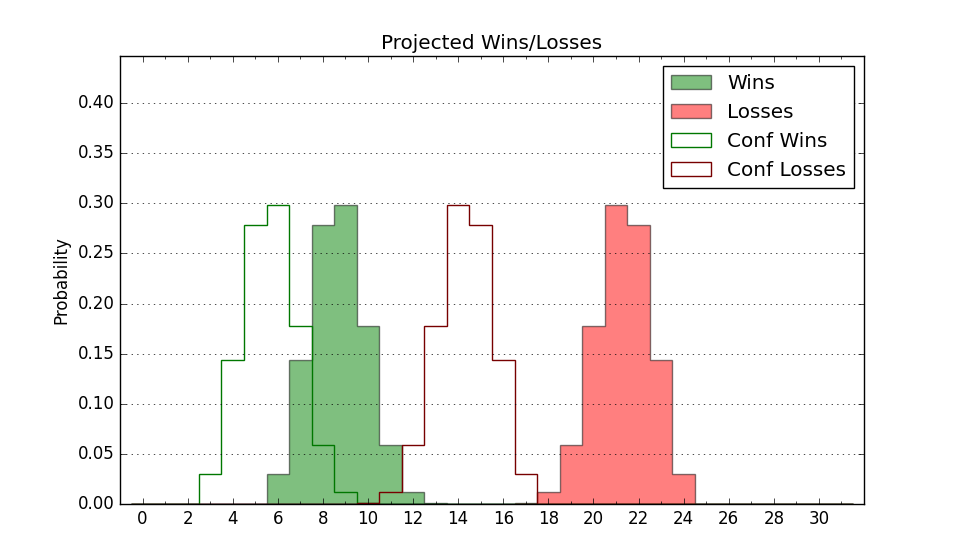 Projected Wins/Losses
Wins
Losses
Conf Wins
Conf Losses
Probability
0.40
0.35
0.30
0.25
0.20
0.15
0.10
0.05
0.00
0 2 4 6 8 10 12 14 16 18 20 22 24 26 28 30